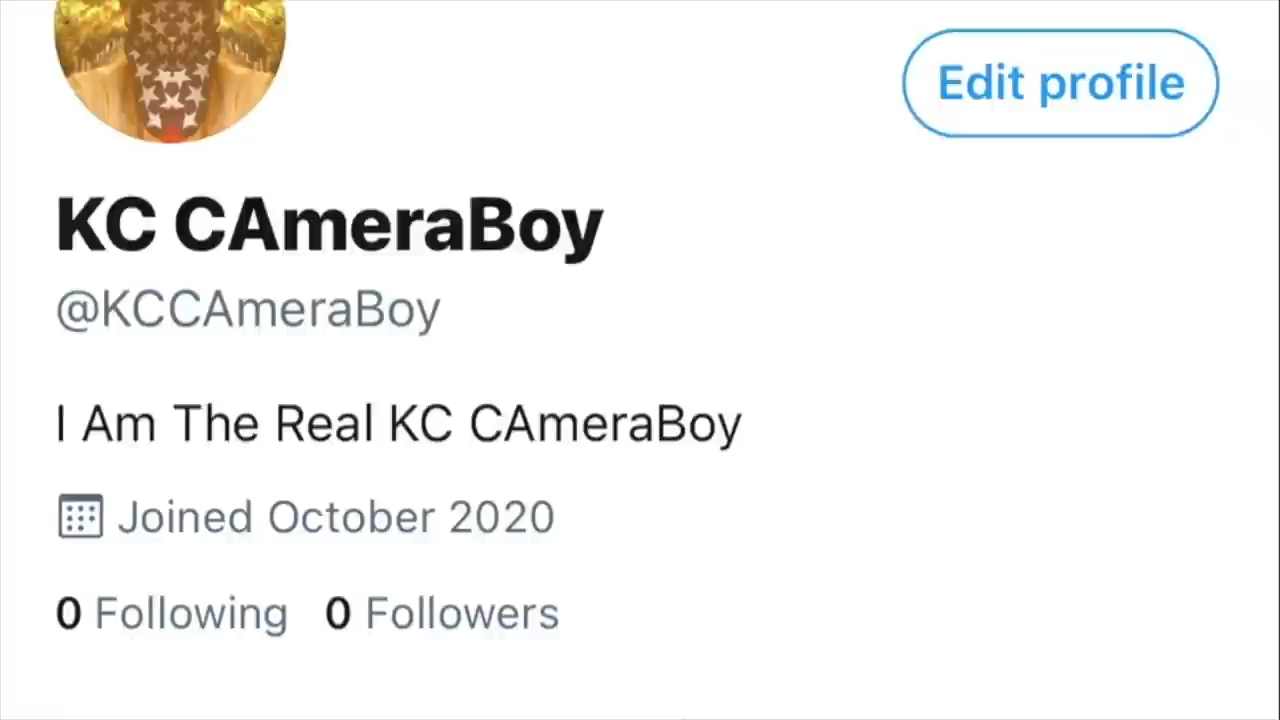 Edit profile
KC CAmeraBoy
@KCCAmeraBoy
I Am The Real KC CAmeraBoy
Joined October 2020
0 Following 0 Followers